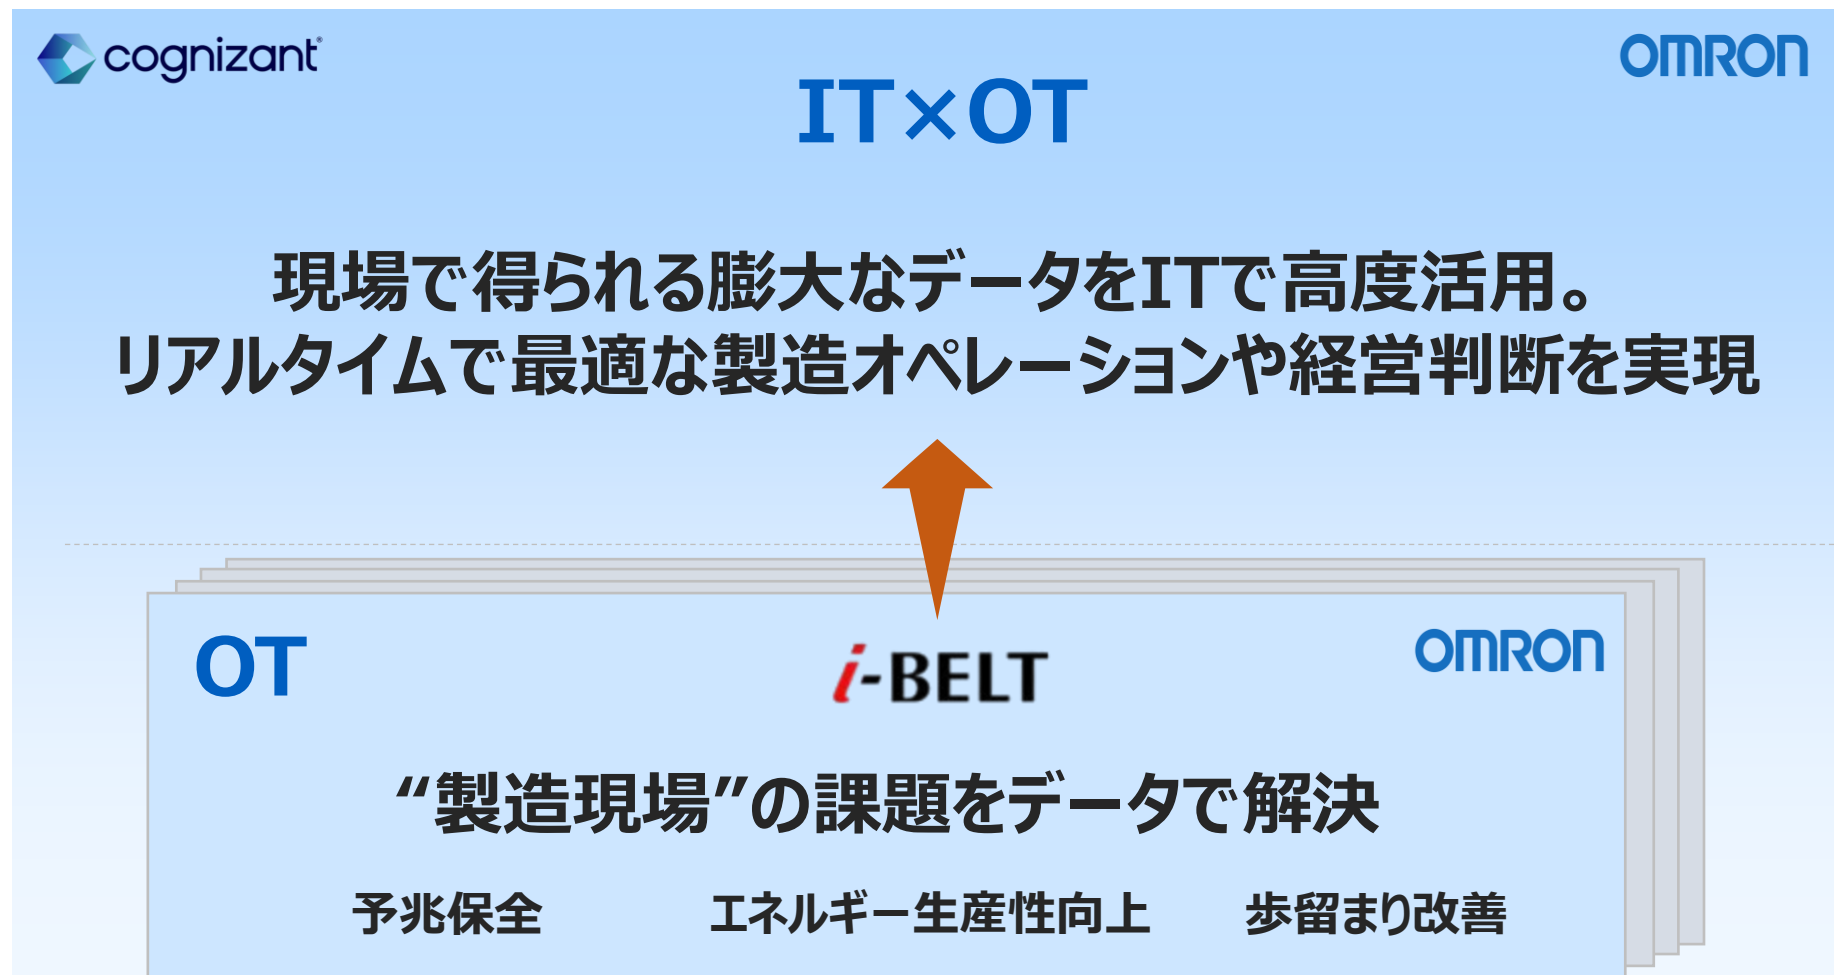 cognizant®
OMRON
IT×OT
現場で得られる膨大なデータをITで高度活用。
リアルタイムで最適な製造オペレーションや経営判断を実現
OT
i-BELT
OMRON
“製造現場”の課題をデータで解決
予兆保全 エネルギー生産性向上 歩留まり改善